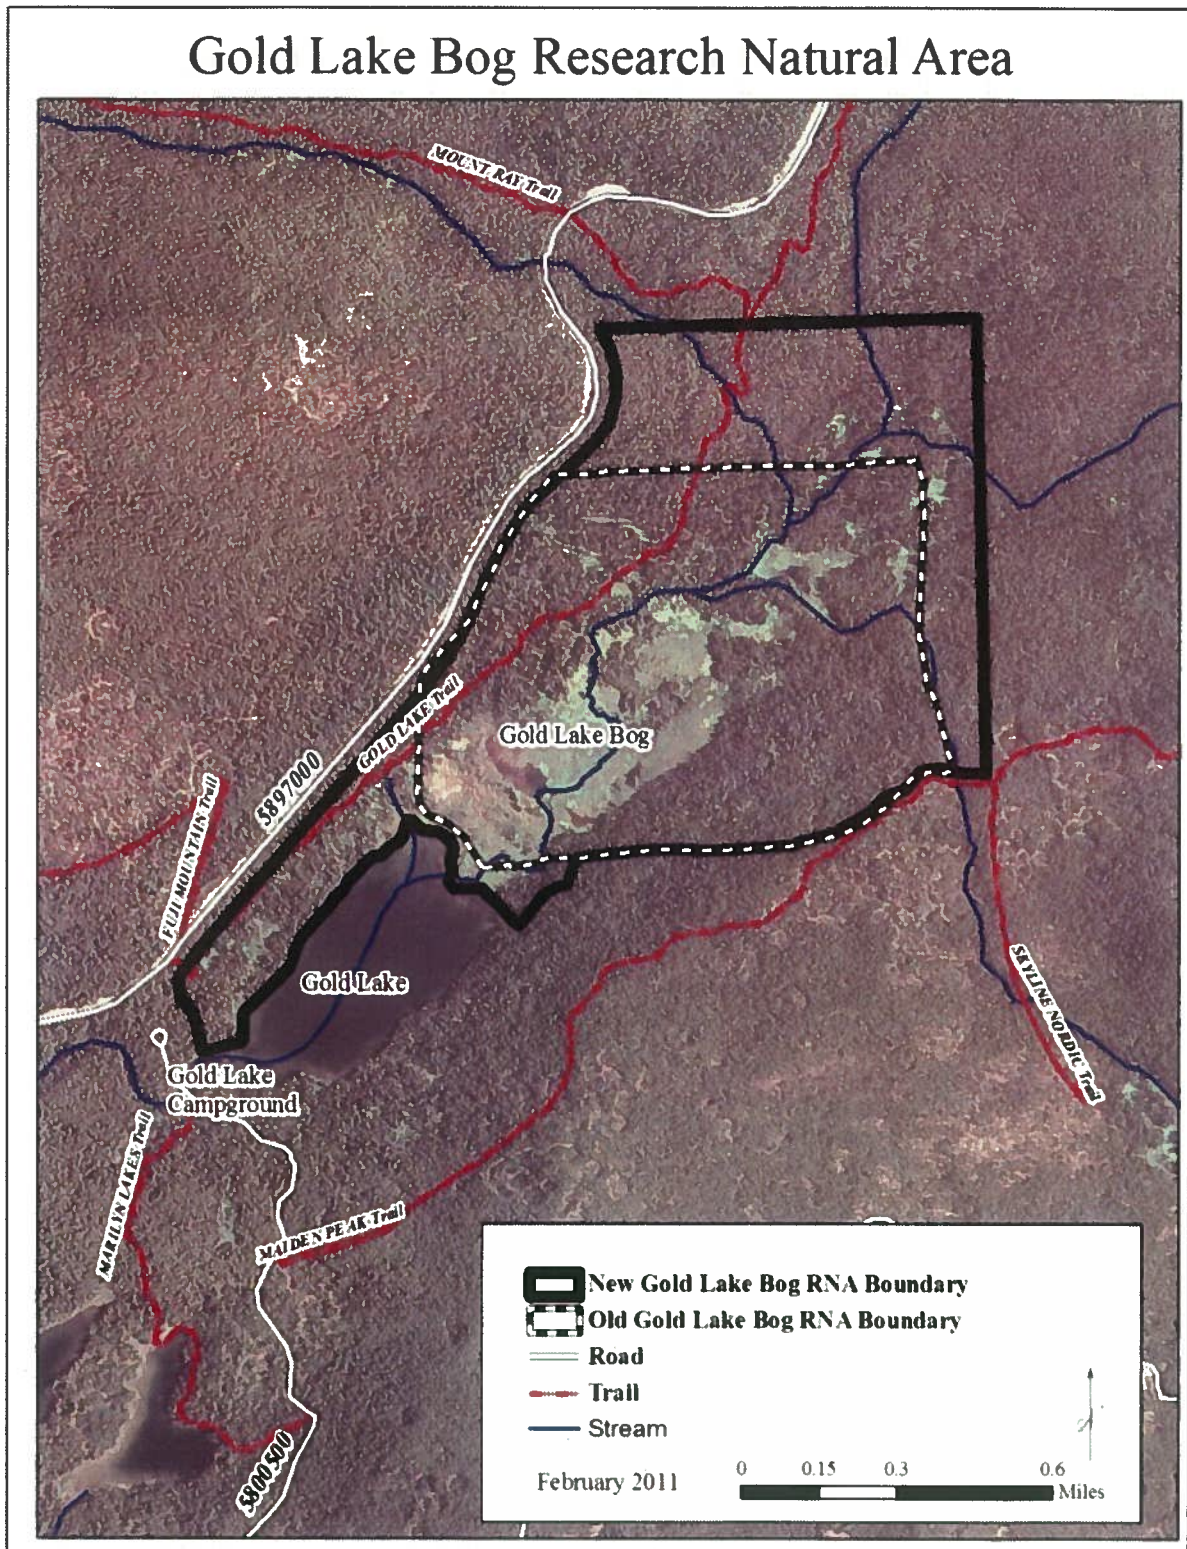 Gold Lake Bog Research Natural Area
MOUNT RAY Trail
GOLD LAKE Trail
Gold Lake Bog
5897000
FUJI MOUNTAIN Trail
Gold Lake
SKYLINE NORDIC Trail
Gold Lake
Campground
MARILYN LAKES Trail
MAIDEN PEAK Trail
5800500
New Gold Lake Bog RNA Boundary
Old Gold Lake Bog RNA Boundary
Road
Trail
Stream
February 2011
0 0.15 0.3 0.6
Miles